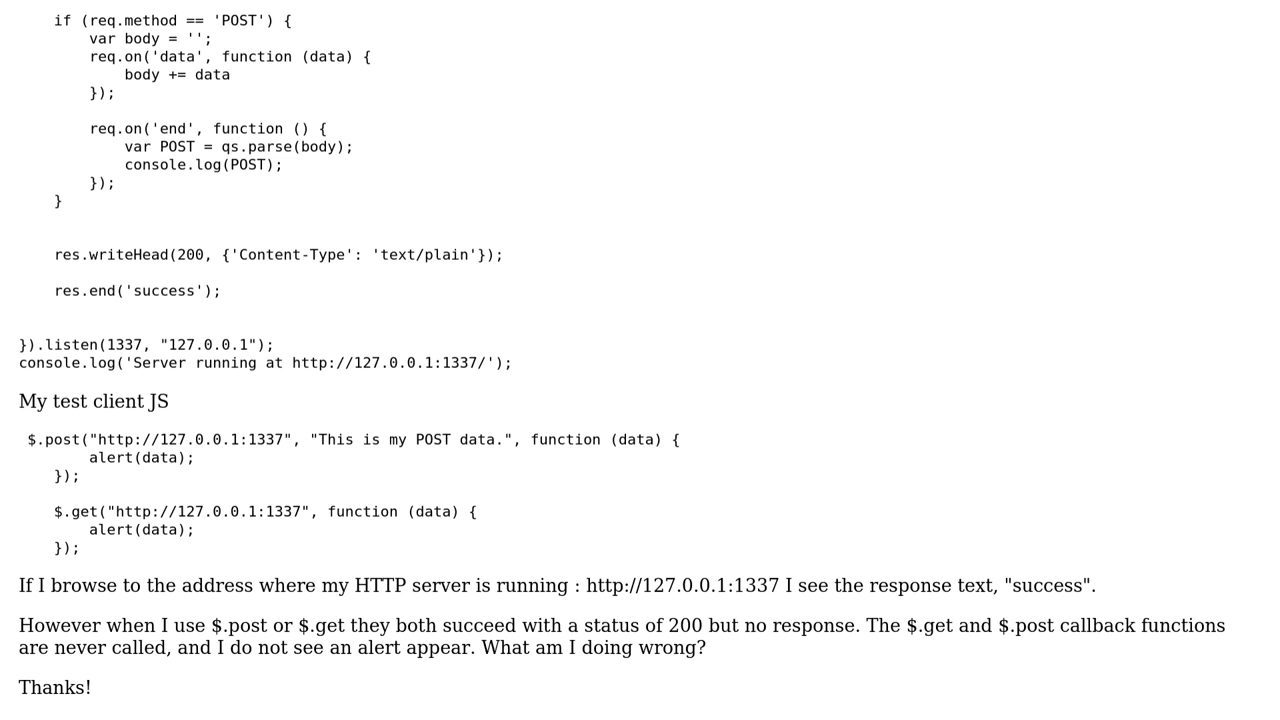 if (req.method == 'POST') {
var body = '';
req.on('data', function (data) {
body += data
});
req.on('end', function () {
var POST = qs.parse(body);
console.log(POST);
});
}
res.writeHead(200, {'Content-Type': 'text/plain'});
res.end('success');
}).listen(1337, "127.0.0.1");
console.log('Server running at http://127.0.0.1:1337/');
My test client JS
$.post("http://127.0.0.1:1337", "This is my POST data.", function (data) {
alert(data);
});
$.get("http://127.0.0.1:1337", function (data) {
alert(data);
});
If I browse to the address where my HTTP server is running : http://127.0.0.1:1337 I see the response text, "success".
However when I use $.post or $.get they both succeed with a status of 200 but no response. The $.get and $.post callback functions
are never called, and I do not see an alert appear. What am I doing wrong?
Thanks!